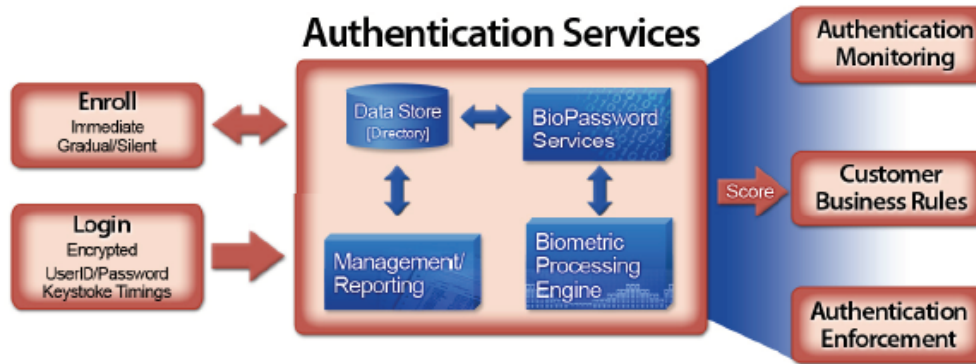 Authentication Services
Enroll
Immediate
Gradual/Silent
Login
Encrypted
UserID/Password
Keystoke Timings
Data Store
[Directory]
BioPassword
Services
Management/
Reporting
Biometric
Processing
Engine
Score
Authentication
Monitoring
Customer
Business Rules
Authentication
Enforcement